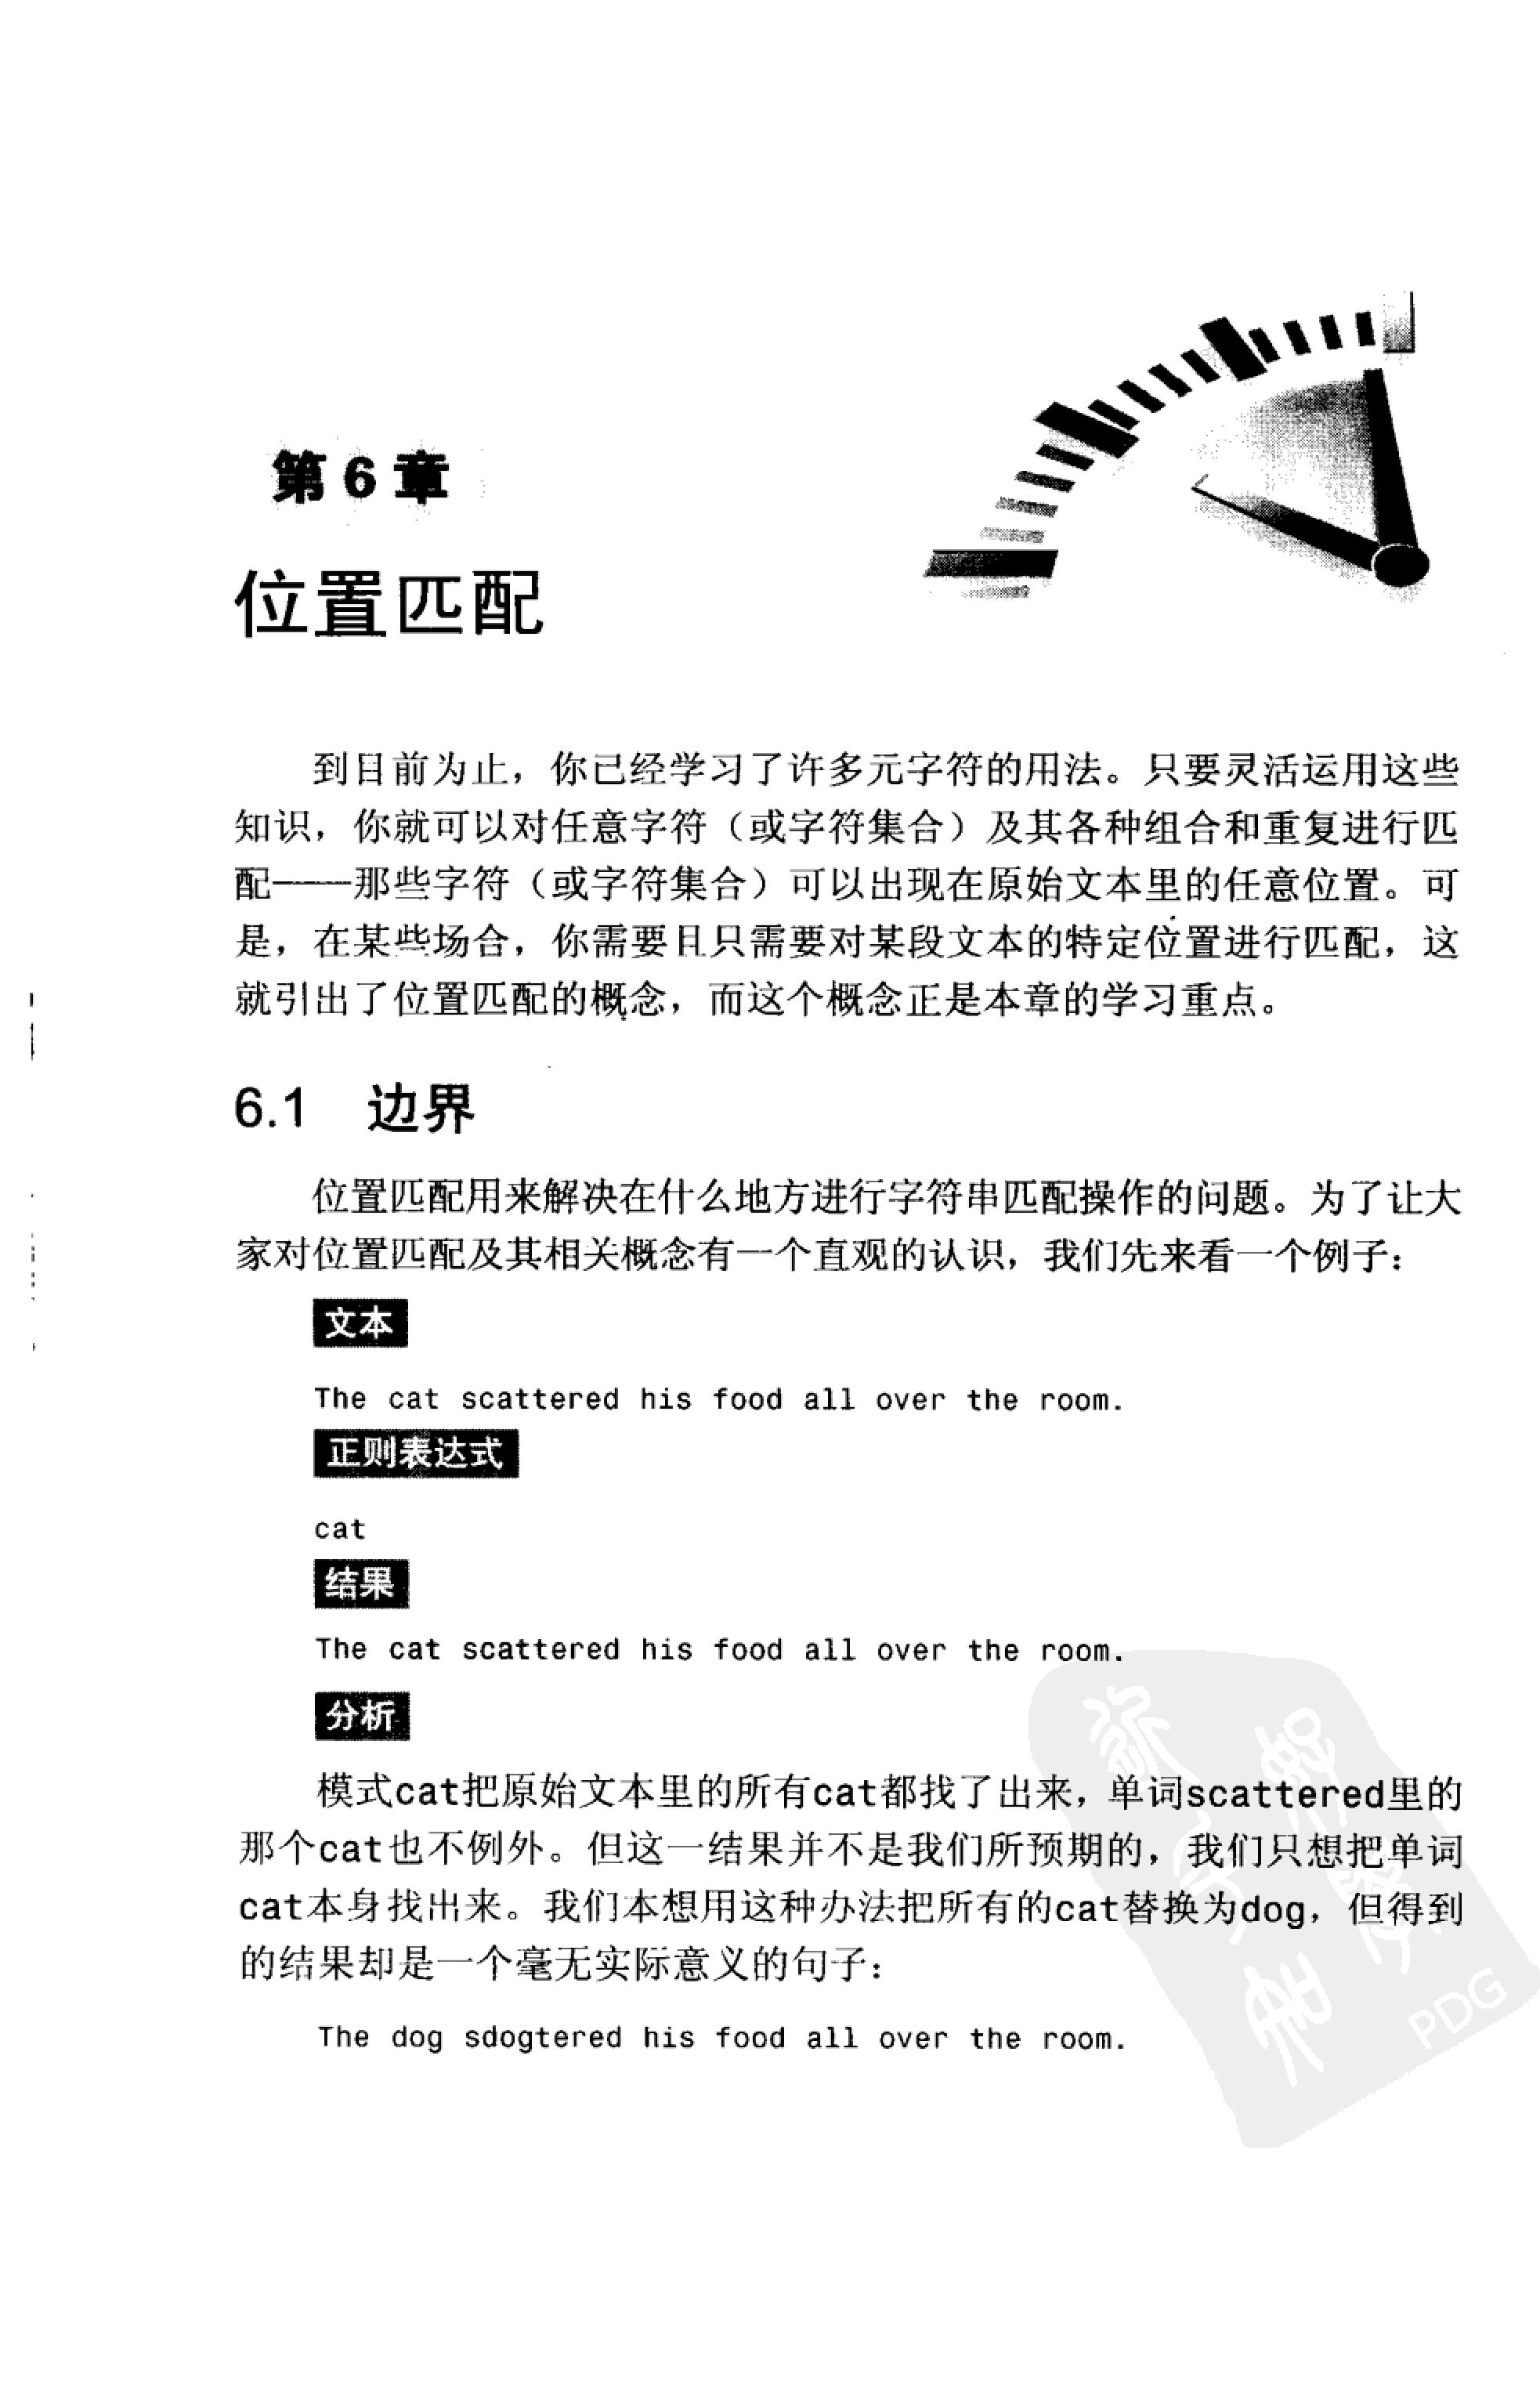 第 6 章
位置匹配
到目前为止，你已经学习了许多元字符的用法。只要灵活运用这些
知识，你就可以对任意字符（或字符集合）及其各种组合和重复进行匹
配——那些字符（或字符集合）可以出现在原始文本里的任意位置。可
是，在某些场合，你需要且只需要对某段文本的特定位置进行匹配，这
就引出了位置匹配的概念，而这个概念正是本章的学习重点。
6.1 边界
位置匹配用来解决在什么地方进行字符串匹配操作的问题。为了让大
家对位置匹配及其相关概念有一个直观的认识，我们先来看一个例子：
文本
The cat scattered his food all over the room.
正则表达式
cat
结果
The cat scattered his food all over the room.
分析
模式cat把原始文本里的所有cat都找了出来，单词scattered里的
那个cat也不例外。但这一结果并不是我们所预期的，我们只想把单词
cat本身找出来。我们本想用这种办法把所有的cat替换为dog，但得到
的结果却是一个毫无实际意义的句子：
The dog sdogtered his food all over the room.
PDG